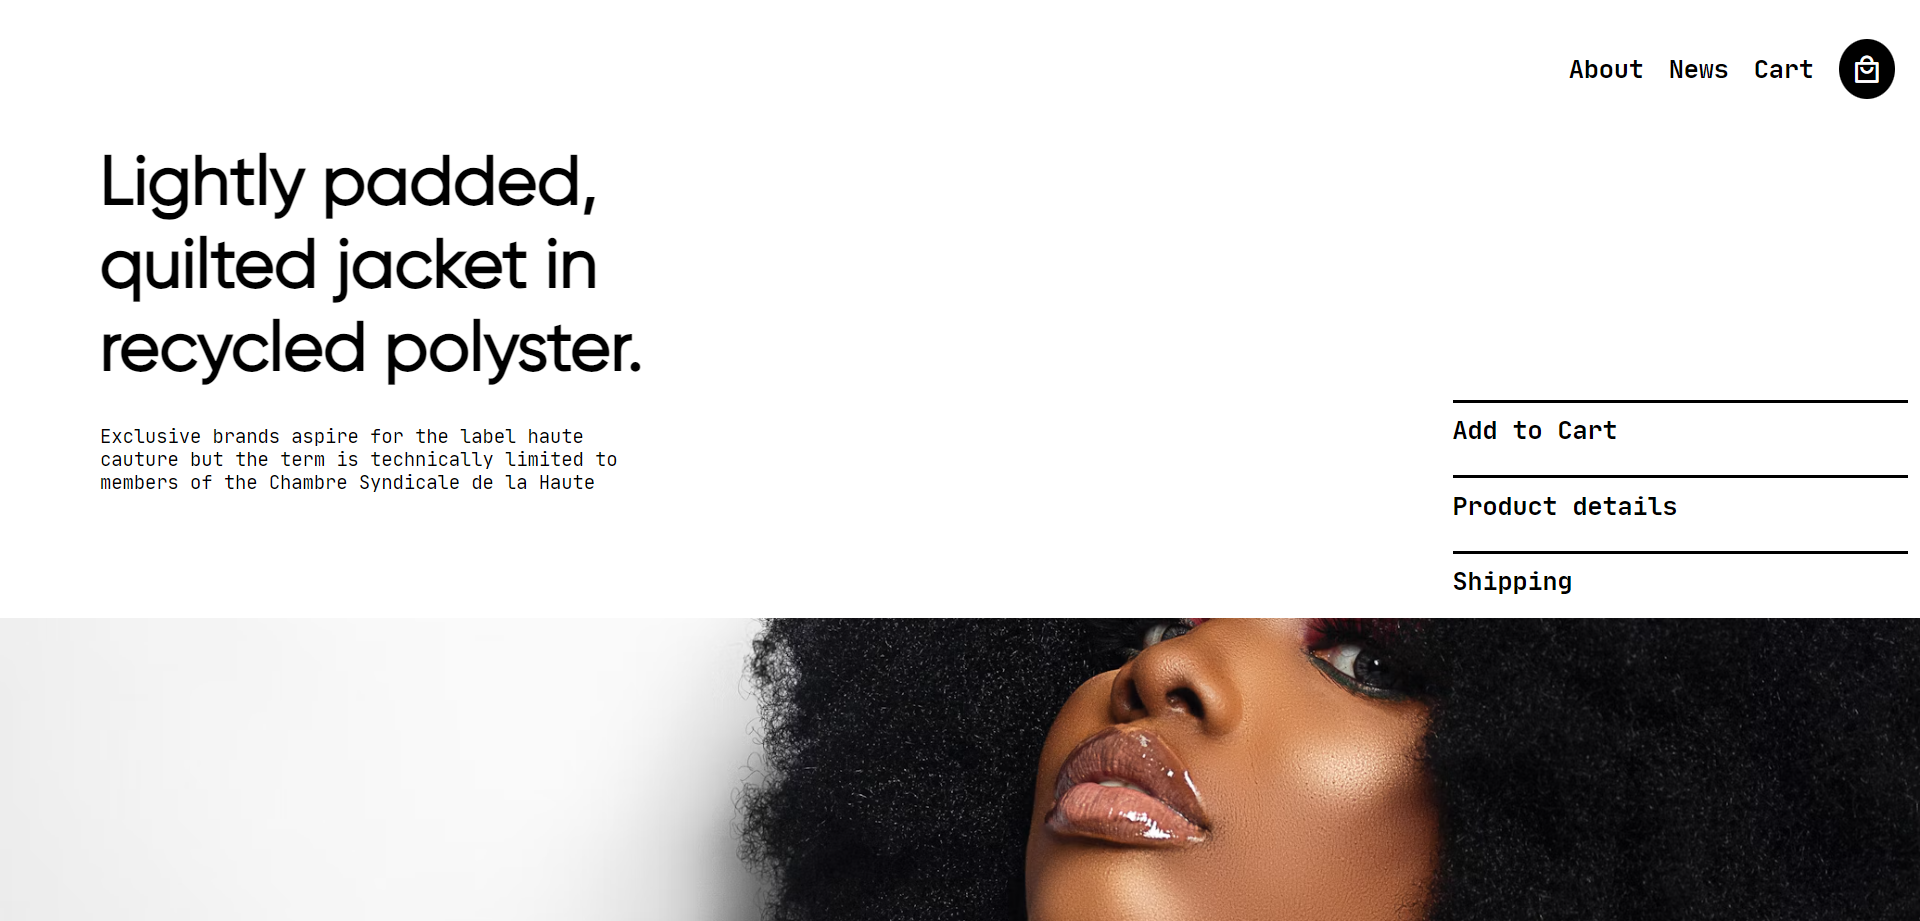 About News Cart
Lightly padded,
quilted jacket in
recycled polyster.
Exclusive brands aspire for the label haute
cauture but the term is technically limited to
members of the Chambre Syndicale de la Haute
Add to Cart
Product details
Shipping